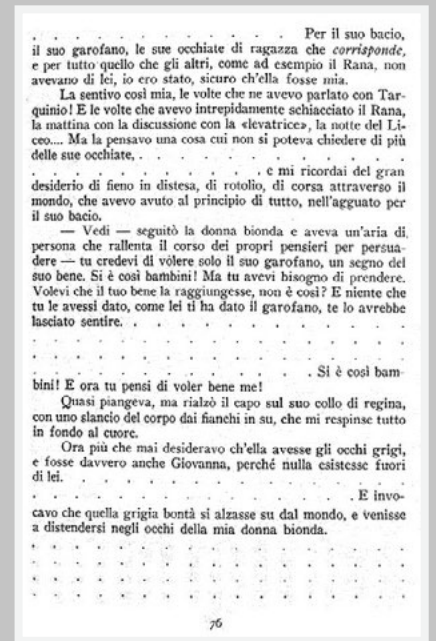 . . . . . . . . . . . . . Per il suo bacio,
il suo garofano, le sue occhiate di ragazza che corrisponde,
e per tutto quello che gli altri, come ad esempio il Rana, non
avevano di lei, io ero stato, sicuro ch'ella fosse mia.
La sentivo così mia, le volte che ne avevo parlato con Tar-
quinio! E le volte che avevo intrepidamente schiacciato il Rana,
la mattina con la discussione con la «levatrice», la notte del Li-
ceo.... Ma la pensavo una cosa cui non si poteva chiedere di più
delle sue occhiate, . . . . . . . . . . . . .
. . . . . . . . . . . e mi ricordai del gran
desiderio di fieno in distesa, di rotolìo, di corsa attraverso il
mondo, che avevo avuto al principio di tutto, nell'agguato per
il suo bacio.
— Vedi — seguitò la donna bionda e aveva un'aria di
persona che rallenta il corso dei propri pensieri per persua-
dere — tu credevi di volere solo il suo garofano, un segno del
suo bene. Si è così bambini! Ma tu avevi bisogno di prendere.
Volevi che il tuo bene la raggiungesse, non è così? E niente che
tu le avessi dato, come lei ti ha dato il garofano, te lo avrebbe
lasciato sentire. . . . . . . . . . . . . .
. . . . . . . . . . . . . . . . .
. . . . . . . . . . . . . . . . .
. . . . . . . . . . . . . Si è così bam-
bini! E ora tu pensi di voler bene me!
Quasi piangeva, ma rialzò il capo sul suo collo di regina,
con uno slancio del corpo dai fianchi in su, che mi respinse tutto
in fondo al cuore.
Ora più che mai desideravo ch'ella avesse gli occhi grigi,
e fosse davvero anche Giovanna, perché nulla esistesse fuori
di lei. . . . . . . . . . . . . . . .
. . . . . . . . . . . . . . . E invo-
cavo che quella grigia bontà si alzasse su dal mondo, e venisse
a distendersi negli occhi della mia donna bionda.
. . . . . . . . . . . . . . . . .
. . . . . . . . . . . . . . . . .
. . . . . . . . . . . . . . . . .
. . . . . . . . . . . . . . . . .
76